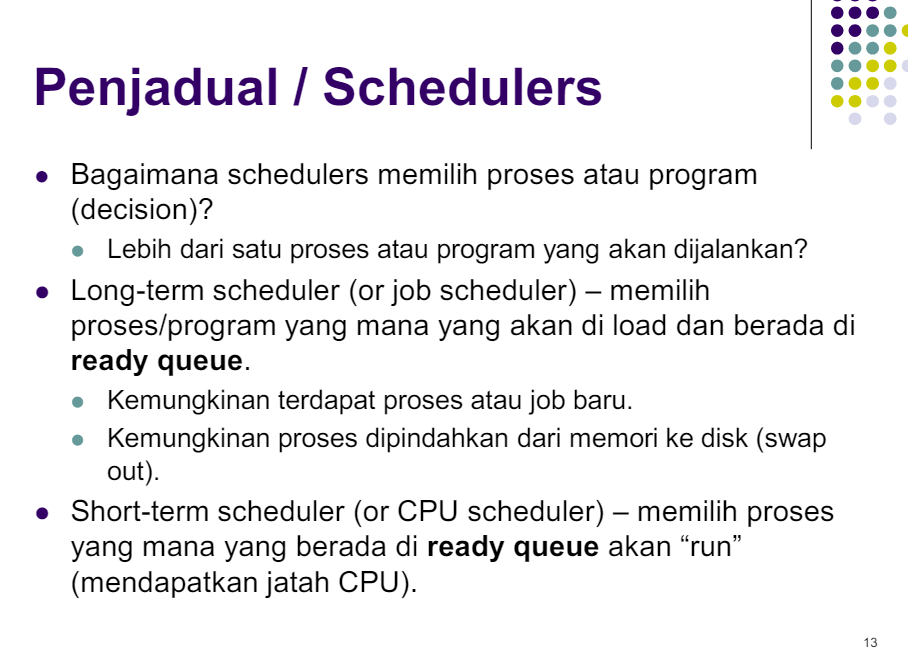 Penjadual / Schedulers
Bagaimana schedulers memilih proses atau program
(decision)?
Lebih dari satu proses atau program yang akan dijalankan?
Long-term scheduler (or job scheduler) – memilih
proses/program yang mana yang akan di load dan berada di
ready queue.
Kemungkinan terdapat proses atau job baru.
Kemungkinan proses dipindahkan dari memori ke disk (swap
out).
Short-term scheduler (or CPU scheduler) – memilih proses
yang mana yang berada di ready queue akan “run”
(mendapatkan jatah CPU).
13